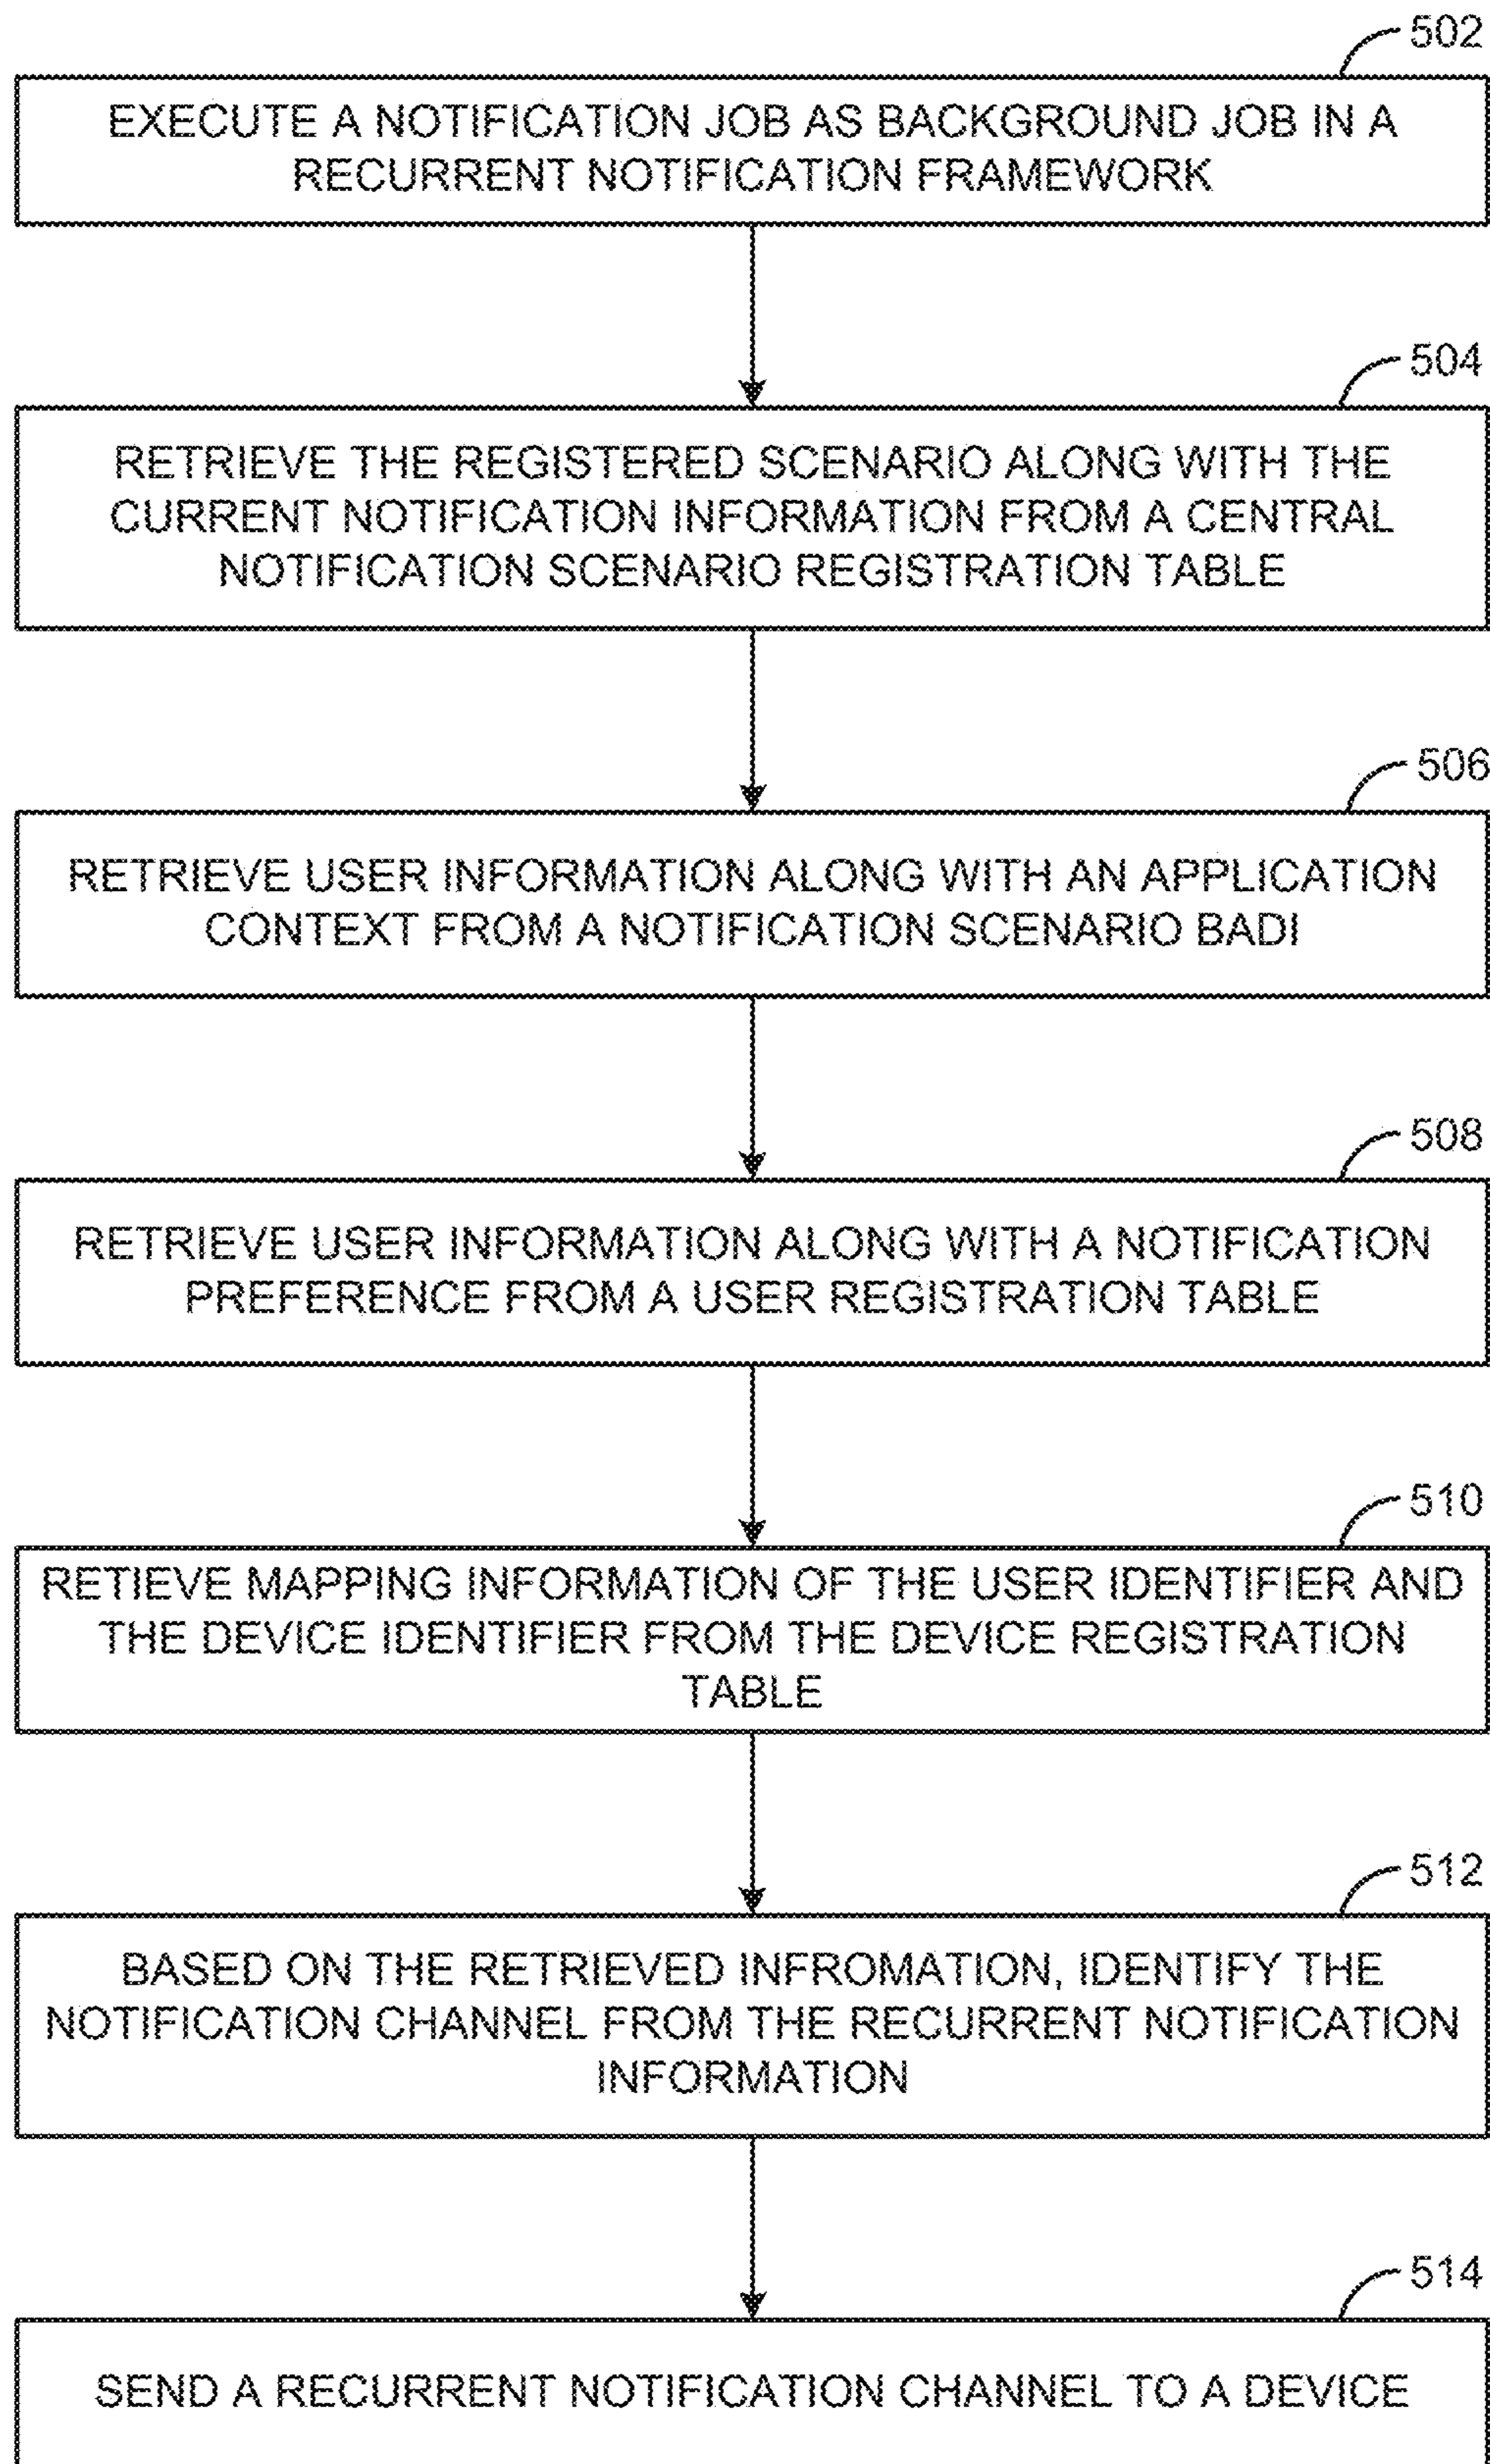 502
EXECUTE A NOTIFICATION JOB AS BACKGROUND JOB IN A
RECURRENT NOTIFICATION FRAMEWORK
504
RETRIEVE THE REGISTERED SCENARIO ALONG WITH THE
CURRENT NOTIFICATION INFORMATION FROM A CENTRAL
NOTIFICATION SCENARIO REGISTRATION TABLE
506
RETRIEVE USER INFORMATION ALONG WITH AN APPLICATION
CONTEXT FROM A NOTIFICATION SCENARIO BADI
508
RETRIEVE USER INFORMATION ALONG WITH A NOTIFICATION
PREFERENCE FROM A USER REGISTRATION TABLE
510
RETIEVE MAPPING INFORMATION OF THE USER IDENTIFIER AND
THE DEVICE IDENTIFIER FROM THE DEVICE REGISTRATION
TABLE
512
BASED ON THE RETRIEVED INFROMATION, IDENTIFY THE
NOTIFICATION CHANNEL FROM THE RECURRENT NOTIFICATION
INFORMATION
514
SEND A RECURRENT NOTIFICATION CHANNEL TO A DEVICE